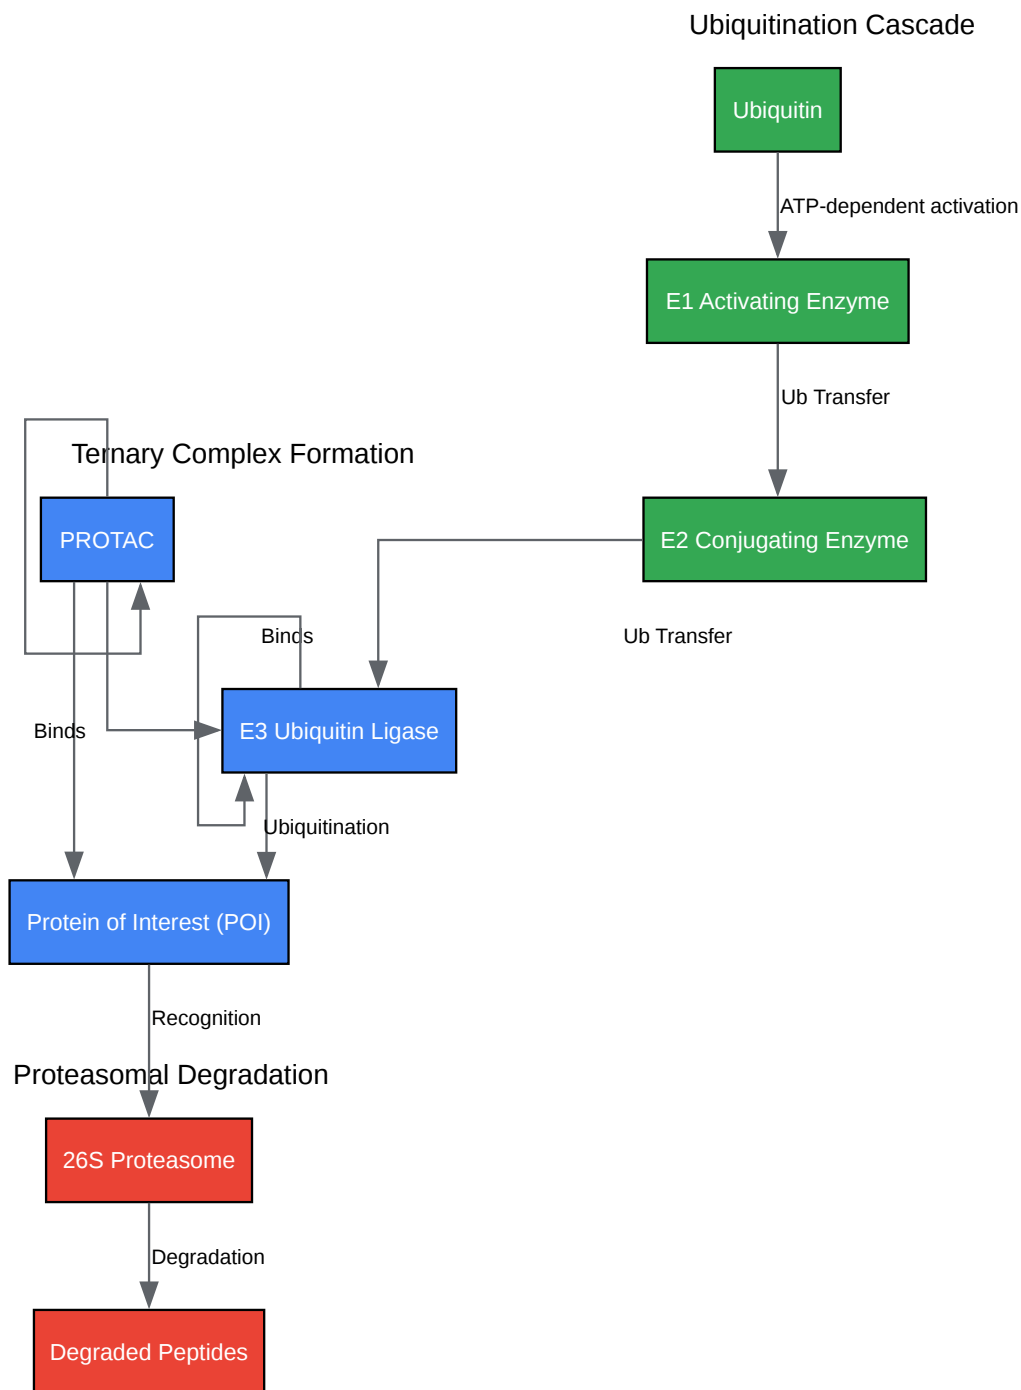 Ubiquitination Cascade
Ubiquitin
ATP-dependent activation
E1 Activating Enzyme
Ub Transfer
Ternary Complex Formation
PROTAC
E2 Conjugating Enzyme
Binds
Ub Transfer
Binds
E3 Ubiquitin Ligase
Ubiquitination
Protein of Interest (POI)
Recognition
Proteasomal Degradation
26S Proteasome
Degradation
Degraded Peptides